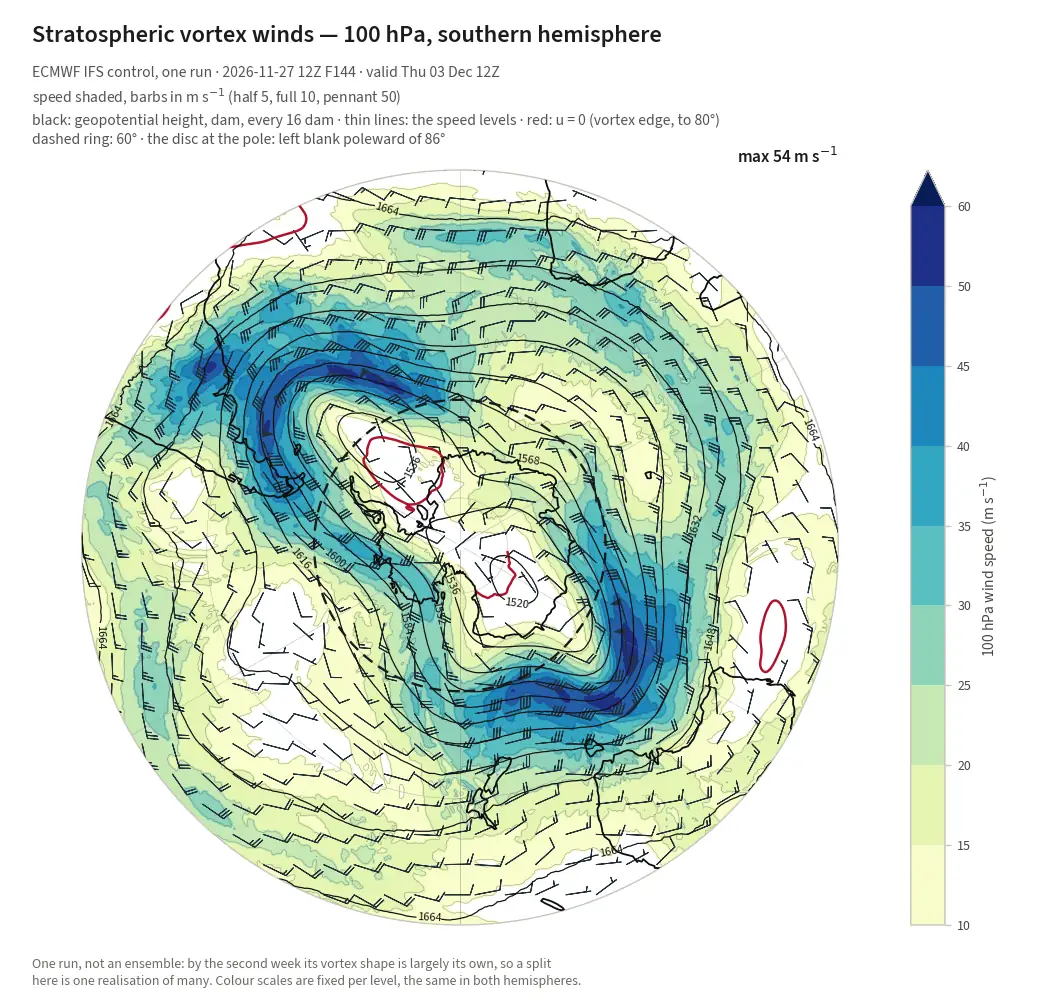 Stratospheric vortex winds — 100 hPa, southern hemisphere
ECMWF IFS control, one run · 2026-11-27 12Z F144 · valid Thu 03 Dec 12Z
speed shaded, barbs in m s⁻¹ (half 5, full 10, pennant 50)
black: geopotential height, dam, every 16 dam · thin lines: the speed levels · red: u = 0 (vortex edge, to 80°)
dashed ring: 60° · the disc at the pole: left blank poleward of 86°
max 54 m s⁻¹
1664
1664
1664
1568
1536
1632
1616
1600
1536
1520
1584
1648
1664
1664
1664
60
50
45
40
35
30
25
20
15
10
100 hPa wind speed (m s⁻¹)
One run, not an ensemble: by the second week its vortex shape is largely its own, so a split
here is one realisation of many. Colour scales are fixed per level, the same in both hemispheres.